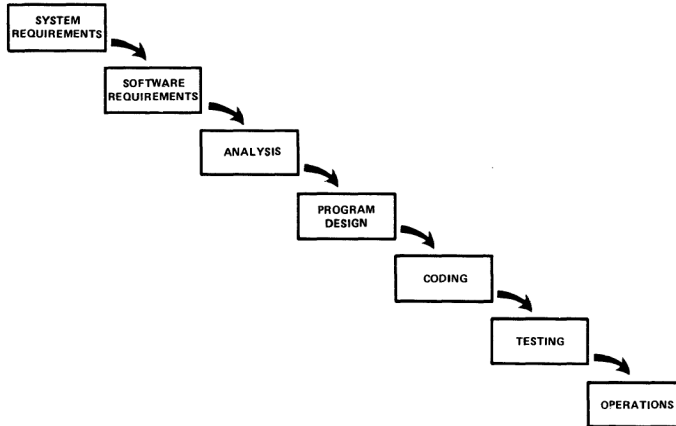 SYSTEM
REQUIREMENTS
SOFTWARE
REQUIREMENTS
ANALYSIS
PROGRAM
DESIGN
CODING
TESTING
OPERATIONS